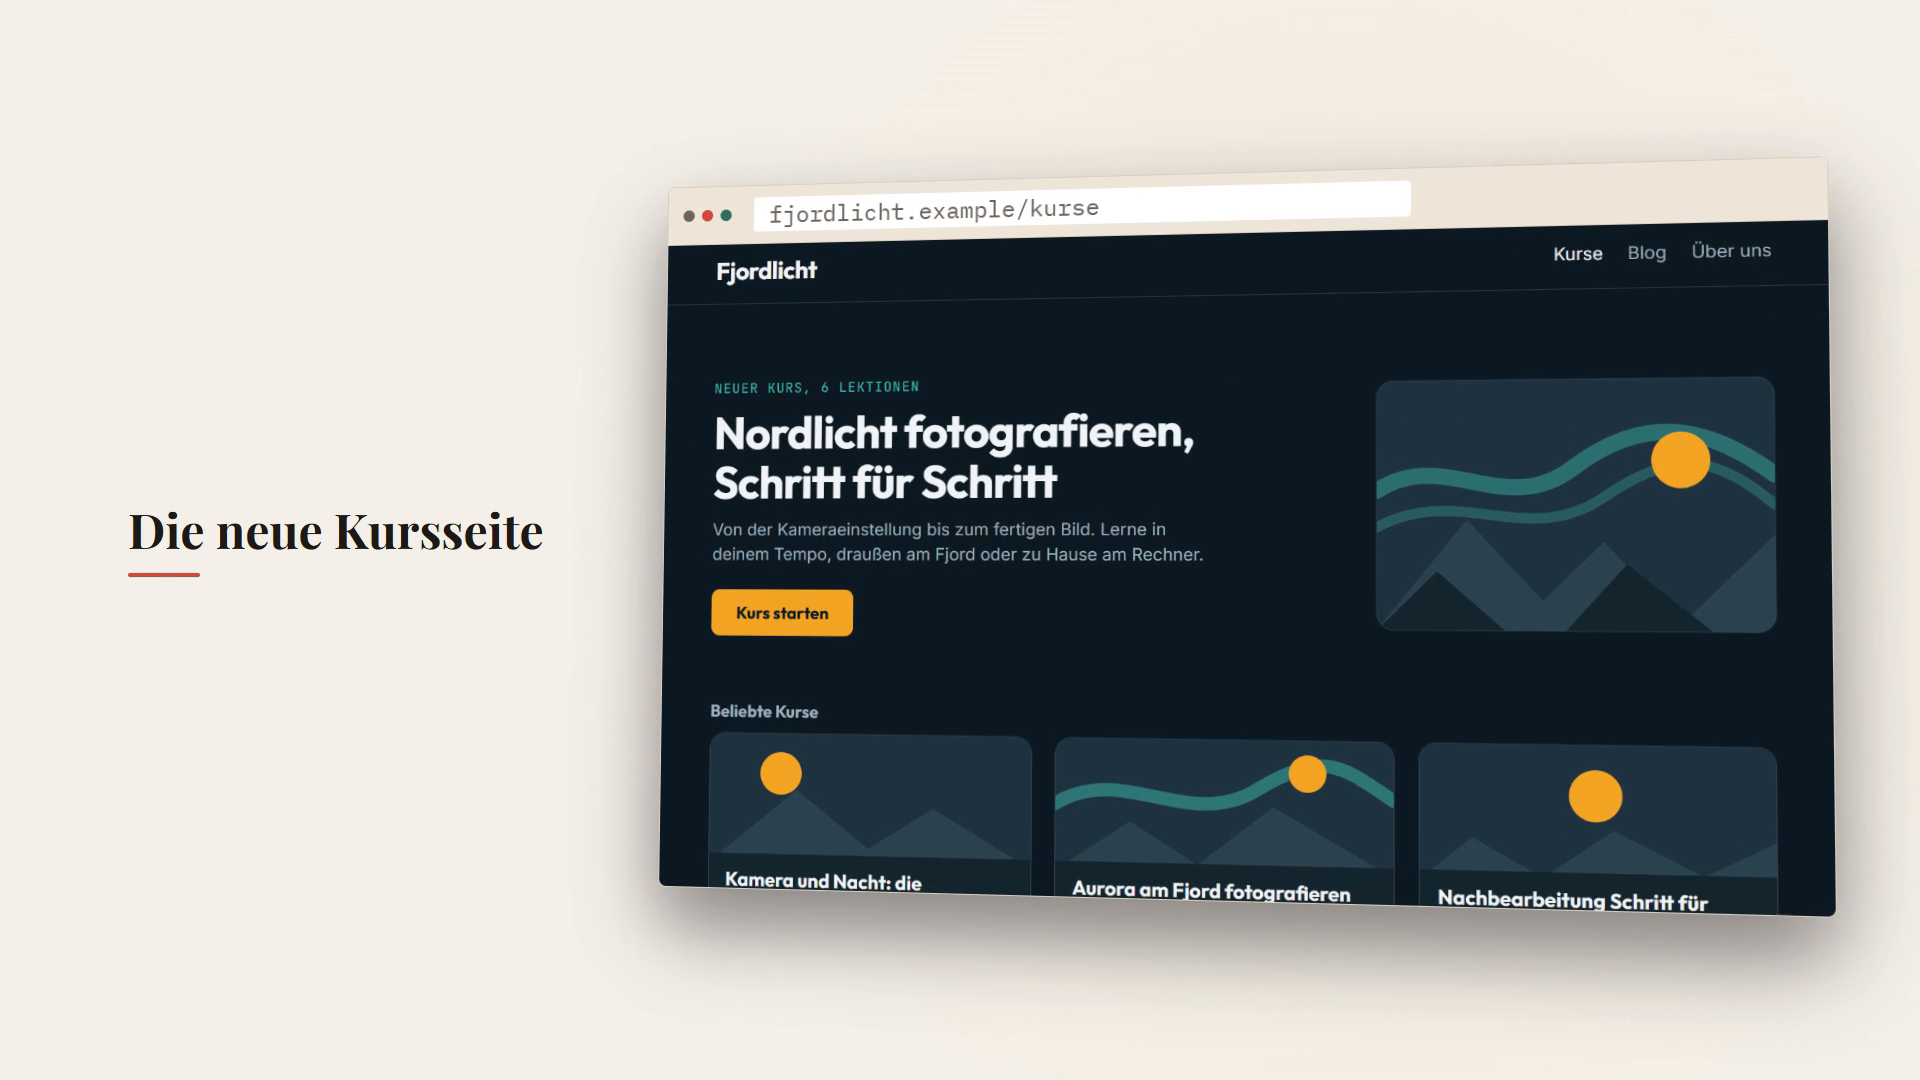 Die neue Kursseite
fjordlicht.example/kurse
Fjordlicht
Kurse Blog Über uns
NEUER KURS, 6 LEKTIONEN
Nordlicht fotografieren,
Schritt für Schritt
Von der Kameraeinstellung bis zum fertigen Bild. Lerne in
deinem Tempo, draußen am Fjord oder zu Hause am Rechner.
Kurs starten
Beliebte Kurse
Kamera und Nacht: die
Aurora am Fjord fotografieren
Nachbearbeitung Schritt für